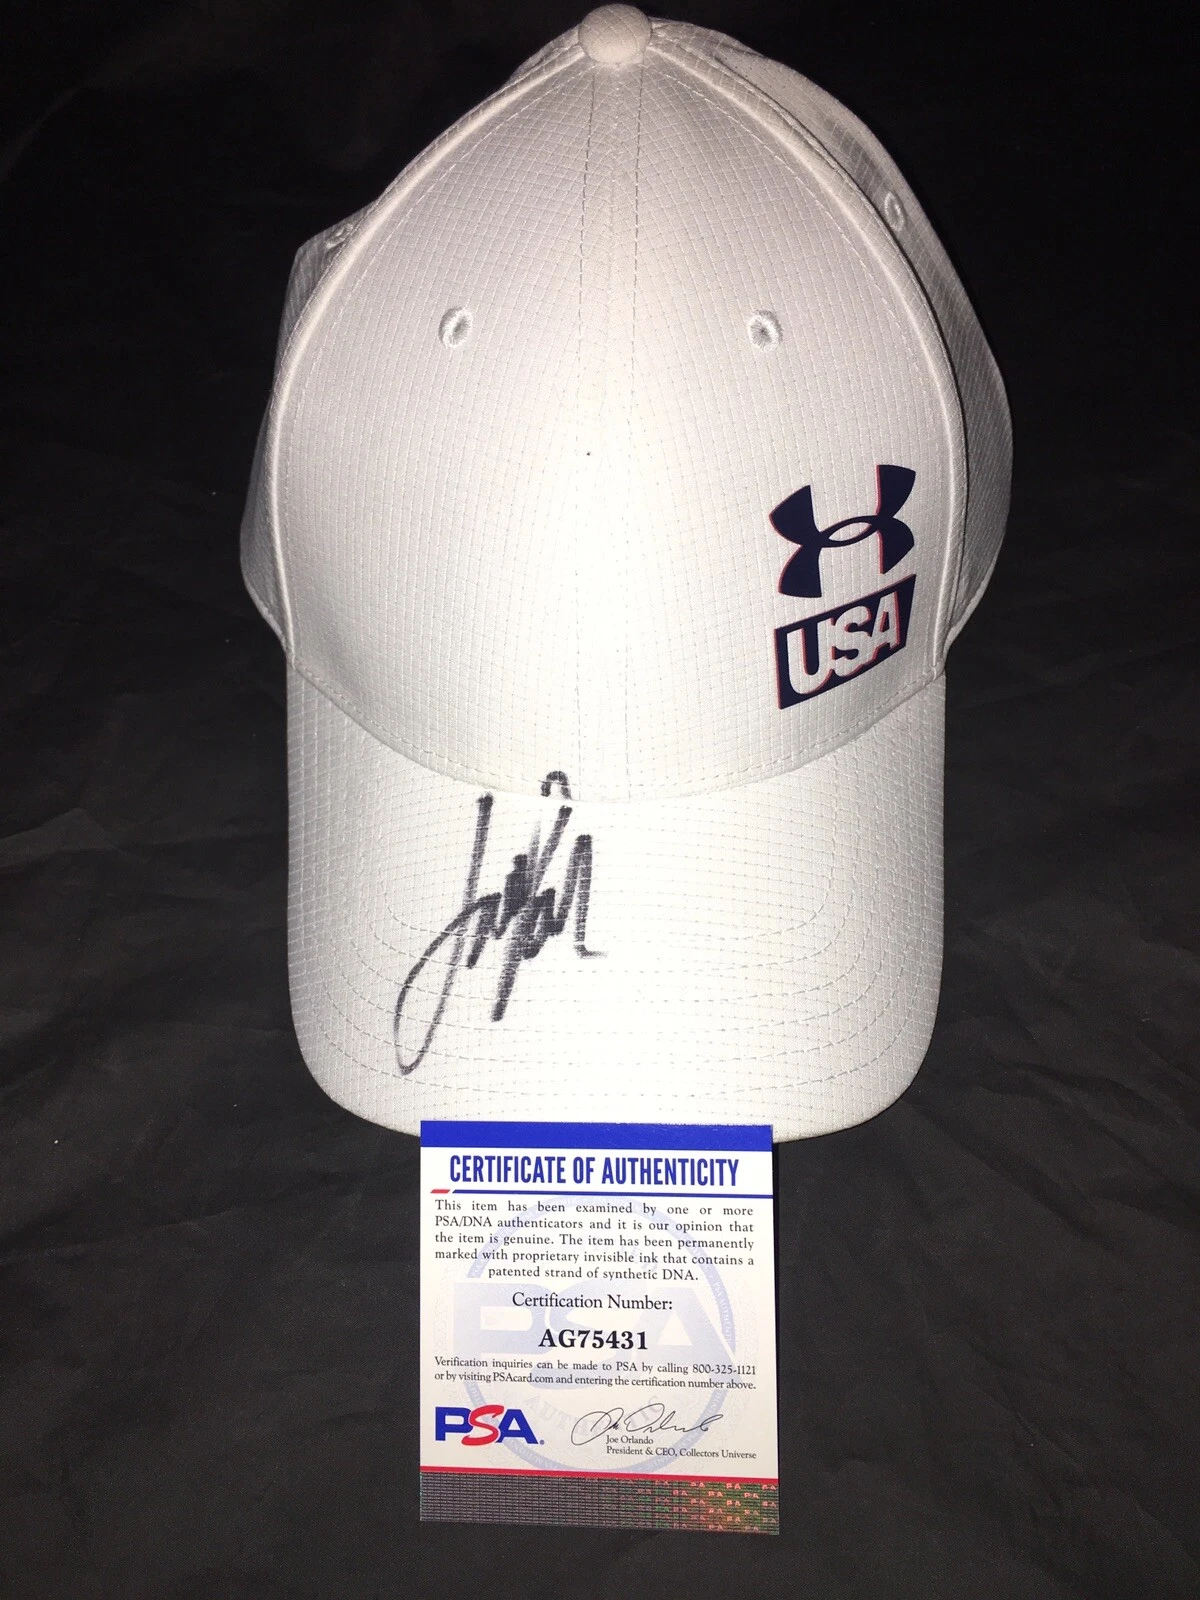 USA
CERTIFICATE OF AUTHENTICITY
This item has been examined by one or more
PSA/DNA authenticators and it is our opinion that
the item is genuine. The item has been permanently
marked with proprietary invisible ink that contains a
patented strand of synthetic DNA.
Certification Number:
AG75431
Verification inquiries can be made to PSA by calling 800-325-1121
or by visiting PSAcard.com and entering the certification number above.
PSA
Joe Orlando
President & CEO, Collectors Universe